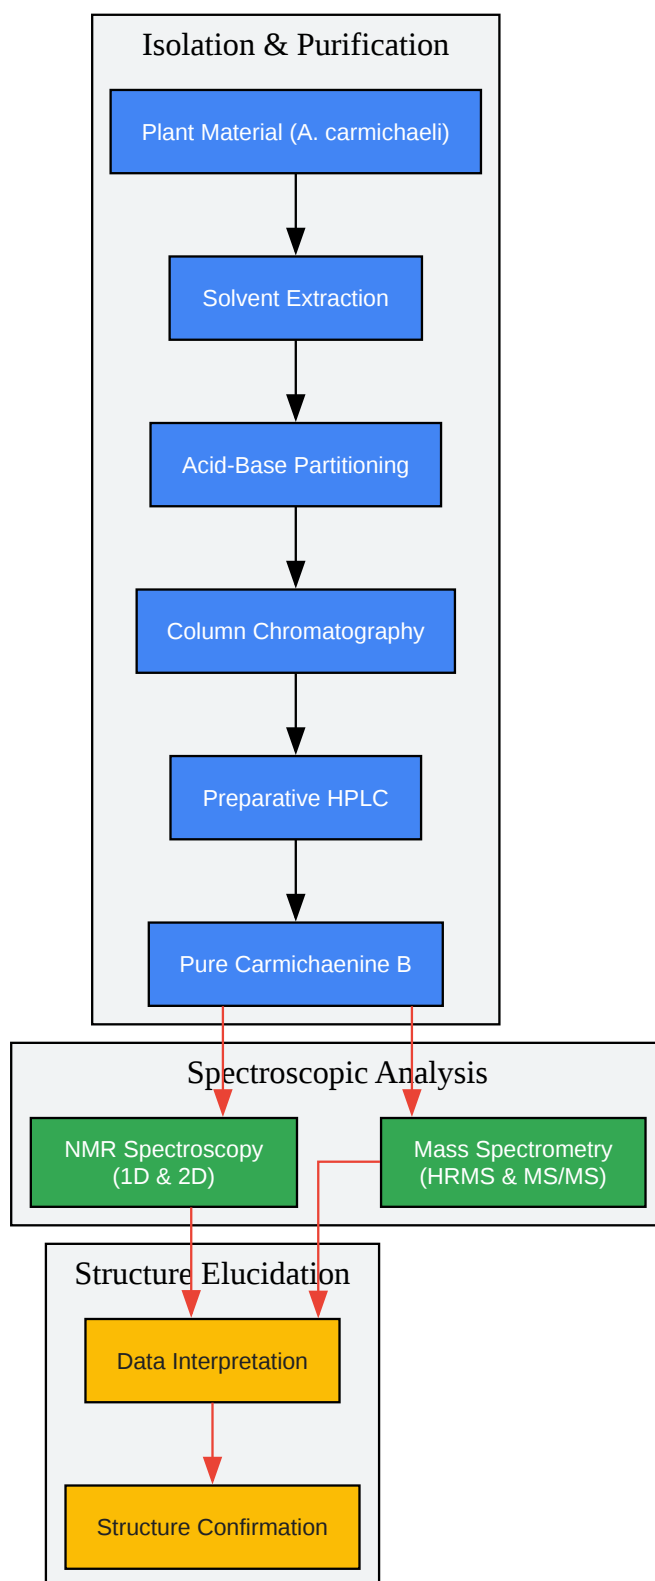 Isolation & Purification
Plant Material (A. carmichaeli)
Solvent Extraction
Acid-Base Partitioning
Column Chromatography
Preparative HPLC
Pure Carmichaenine B
Spectroscopic Analysis
NMR Spectroscopy
(1D & 2D)
Mass Spectrometry
(HRMS & MS/MS)
Structure Elucidation
Data Interpretation
Structure Confirmation